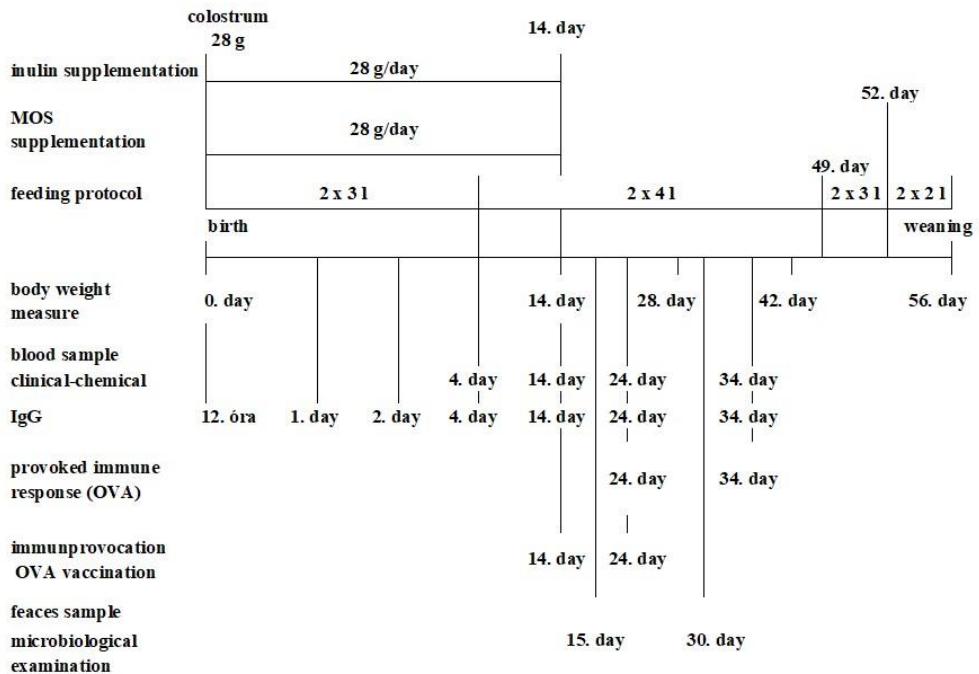 colostrum
28 g
14. day
inulin supplementation
28 g/day
52. day
MOS
supplementation
28 g/day
49. day
feeding protocol
2 x 3 l
2 x 4 l
2 x 3 l
2 x 2 l
birth
weaning
body weight
measure
0. day
14. day
28. day
42. day
56. day
blood sample
clinical-chemical
4. day
14. day
24. day
34. day
IgG
12. óra
1. day
2. day
4. day
14. day
24. day
34. day
provoked immune
response (OVA)
24. day
34. day
immunprovocation
OVA vaccination
14. day
24. day
feaces sample
microbiological
examination
15. day
30. day